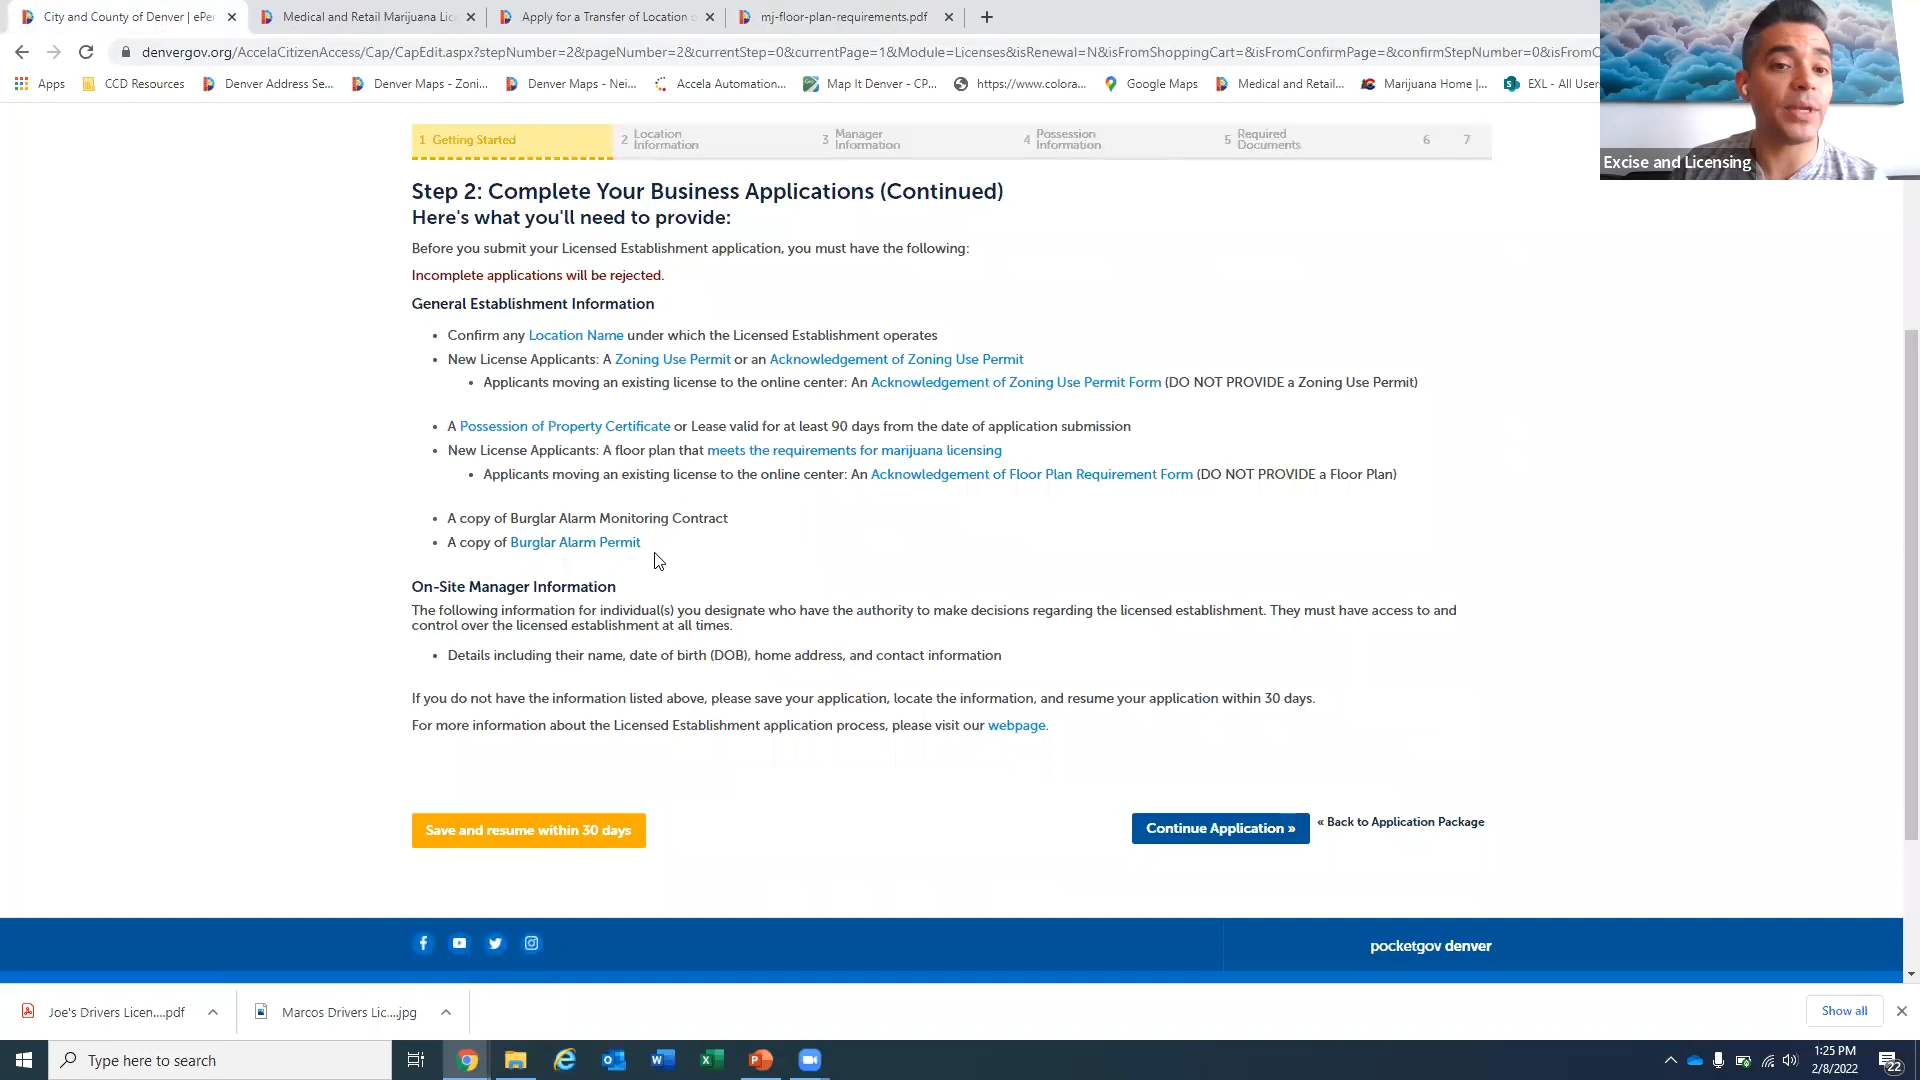 City and County of Denver | ePer
Medical and Retail Marijuana Lic
Apply for a Transfer of Location
mj-floor-plan-requirements.pdf
denvergov.org/AccelaCitizenAccess/Cap/CapEdit.aspx?stepNumber=2&pageNumber=2&currentStep=0&currentPage=1&Module=Licenses&isRenewal=N&isFromShoppingCart=&isFromConfirmPage=&confirmStepNumber=0&isFromC
Apps
CCD Resources
Denver Address Se...
Denver Maps - Zoni...
Denver Maps - Nei...
Accela Automation...
Map It Denver - CP...
https://www.colora...
Google Maps
Medical and Retail...
Marijuana Home |...
EXL - All User
Excise and Licensing
1 Getting Started
2 Location Information
3 Manager Information
4 Possession Information
5 Required Documents
6
7
Step 2: Complete Your Business Applications (Continued)
Here's what you'll need to provide:
Before you submit your Licensed Establishment application, you must have the following:
Incomplete applications will be rejected.
General Establishment Information
• Confirm any Location Name under which the Licensed Establishment operates
• New License Applicants: A Zoning Use Permit or an Acknowledgement of Zoning Use Permit
• Applicants moving an existing license to the online center: An Acknowledgement of Zoning Use Permit Form (DO NOT PROVIDE a Zoning Use Permit)
• A Possession of Property Certificate or Lease valid for at least 90 days from the date of application submission
• New License Applicants: A floor plan that meets the requirements for marijuana licensing
• Applicants moving an existing license to the online center: An Acknowledgement of Floor Plan Requirement Form (DO NOT PROVIDE a Floor Plan)
• A copy of Burglar Alarm Monitoring Contract
• A copy of Burglar Alarm Permit
On-Site Manager Information
The following information for individual(s) you designate who have the authority to make decisions regarding the licensed establishment. They must have access to and
control over the licensed establishment at all times.
• Details including their name, date of birth (DOB), home address, and contact information
If you do not have the information listed above, please save your application, locate the information, and resume your application within 30 days.
For more information about the Licensed Establishment application process, please visit our webpage.
Save and resume within 30 days
Continue Application »
« Back to Application Package
pocketgov denver
Joe's Drivers Licen....pdf
Marcos Drivers Lic....jpg
Show all
Type here to search
1:25 PM
2/8/2022
22